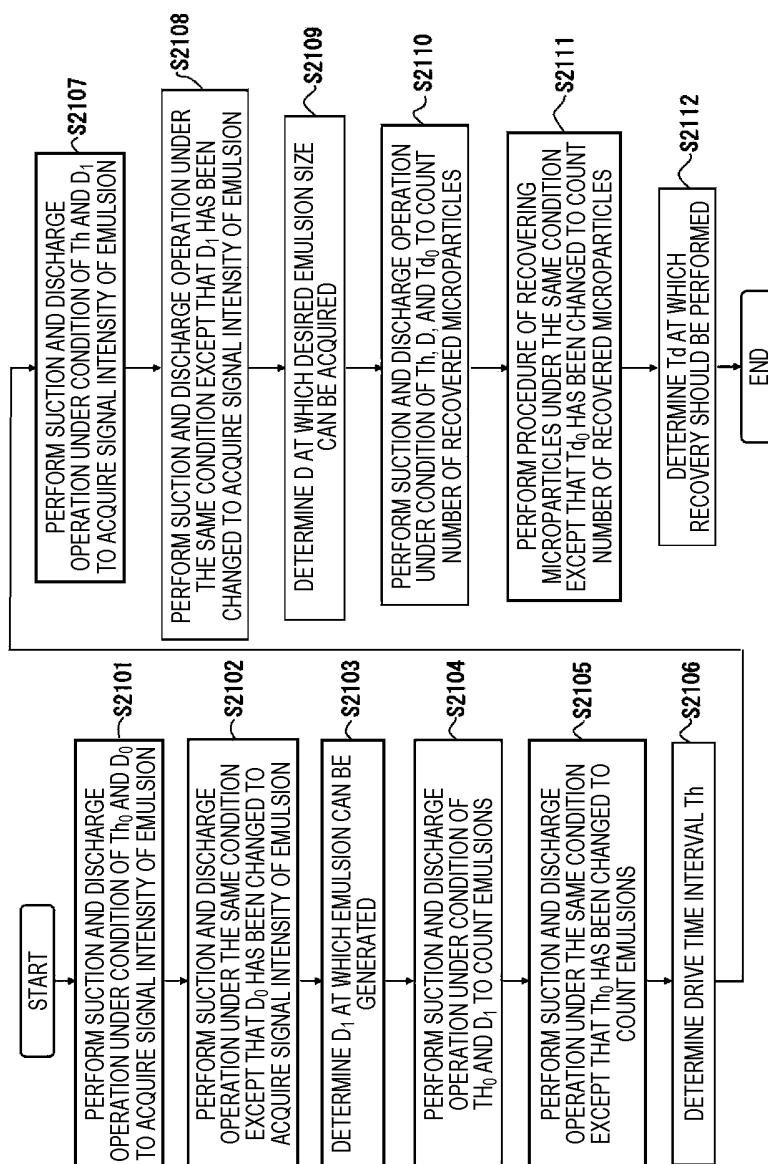 START
PERFORM SUCTION AND DISCHARGE
OPERATION UNDER CONDITION OF Th₀ AND D₀
TO ACQUIRE SIGNAL INTENSITY OF EMULSION
S2101
PERFORM SUCTION AND DISCHARGE
OPERATION UNDER THE SAME CONDITION
EXCEPT THAT D₀ HAS BEEN CHANGED TO
ACQUIRE SIGNAL INTENSITY OF EMULSION
S2102
DETERMINE D₁ AT WHICH EMULSION CAN BE
GENERATED
S2103
PERFORM SUCTION AND DISCHARGE
OPERATION UNDER CONDITION OF
TH₀ AND D₁ TO COUNT EMULSIONS
S2104
PERFORM SUCTION AND DISCHARGE
OPERATION UNDER THE SAME CONDITION
EXCEPT THAT Th₀ HAS BEEN CHANGED TO
COUNT EMULSIONS
S2105
DETERMINE DRIVE TIME INTERVAL Th
S2106
PERFORM SUCTION AND DISCHARGE
OPERATION UNDER CONDITION OF Th AND D₁
TO ACQUIRE SIGNAL INTENSITY OF EMULSION
S2107
PERFORM SUCTION AND DISCHARGE OPERATION UNDER
THE SAME CONDITION EXCEPT THAT D₁ HAS BEEN
CHANGED TO ACQUIRE SIGNAL INTENSITY OF EMULSION
S2108
DETERMINE D AT WHICH DESIRED EMULSION SIZE
CAN BE ACQUIRED
S2109
PERFORM SUCTION AND DISCHARGE OPERATION
UNDER CONDITION OF Th, D, AND Td₀ TO COUNT
NUMBER OF RECOVERED MICROPARTICLES
S2110
PERFORM PROCEDURE OF RECOVERING
MICROPARTICLES UNDER THE SAME CONDITION
EXCEPT THAT Td₀ HAS BEEN CHANGED TO COUNT
NUMBER OF RECOVERED MICROPARTICLES
S2111
DETERMINE Td AT WHICH
RECOVERY SHOULD BE PERFORMED
S2112
END